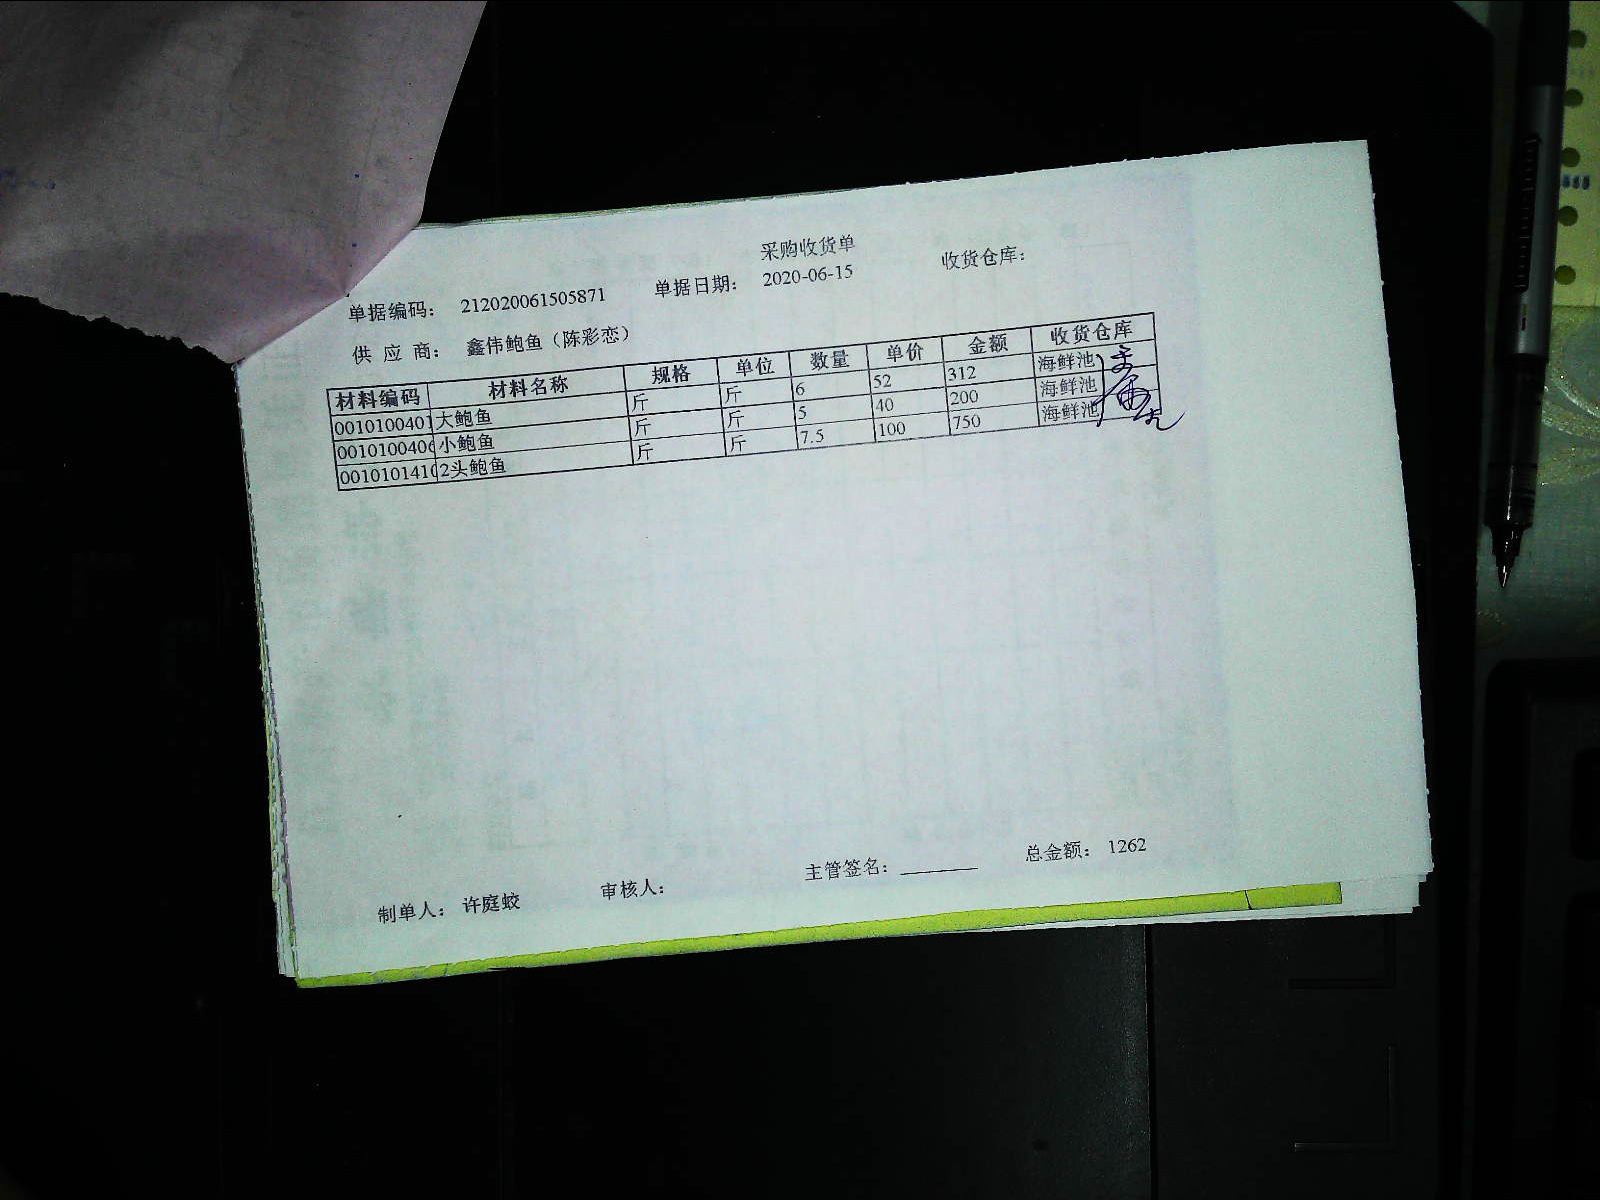 采购收货单
单据编码： 212020061505871 单据日期： 2020-06-15 收货仓库：
供 应 商： 鑫伟鲍鱼（陈彩恋）
材料编码 材料名称 规格 单位 数量 单价 金额 收货仓库
0010100401 大鲍鱼 斤 斤 6 52 312 海鲜池
001010040 小鲍鱼 斤 斤 5 40 200 海鲜池
001010141 2头鲍鱼 斤 斤 7.5 100 750 海鲜池
制单人： 许庭蛟 审核人： 主管签名： 总金额： 1262